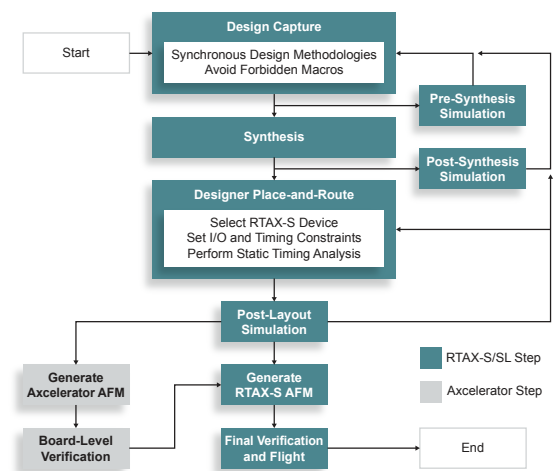 Design Capture
Start
Synchronous Design Methodologies
Avoid Forbidden Macros
Pre-Synthesis
Simulation
Synthesis
Post-Synthesis
Simulation
Designer Place-and-Route
Select RTAX-S Device
Set I/O and Timing Constraints
Perform Static Timing Analysis
Post-Layout
Simulation
RTAX-S/SL Step
Axcelerator Step
Generate
Axcelerator AFM
Generate
RTAX-S AFM
Board-Level
Verification
Final Verification
and Flight
End